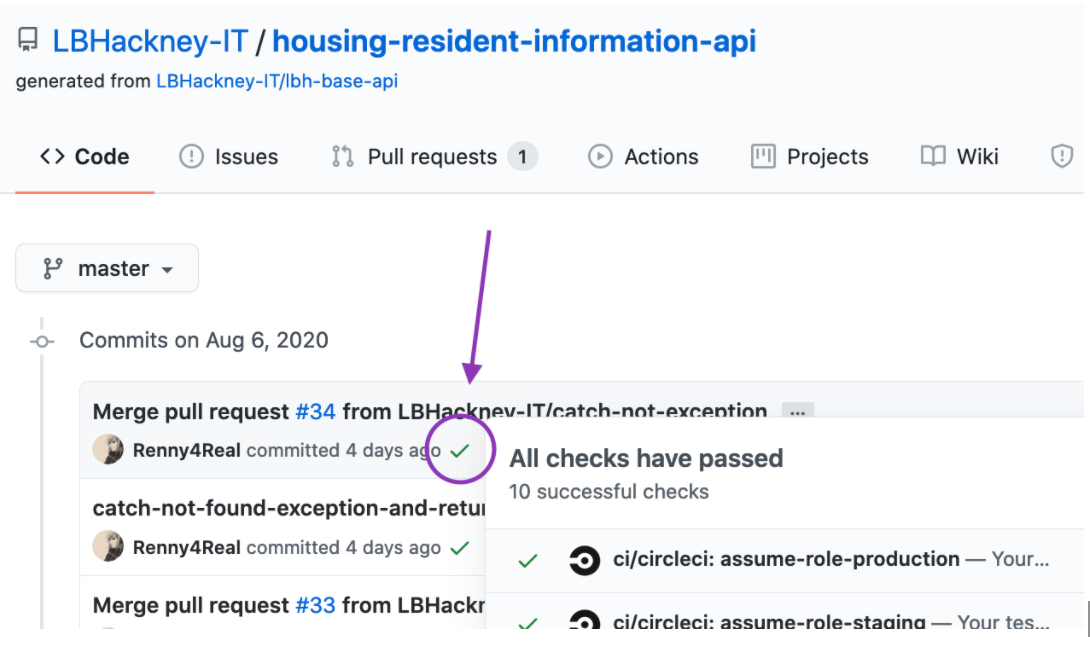 LBHackney-IT / housing-resident-information-api
generated from LBHackney-IT/lbh-base-api
<> Code Issues Pull requests 1 Actions Projects Wiki
master
Commits on Aug 6, 2020
Merge pull request #34 from LBHackney-IT/catch-not-exception ...
Renny4Real committed 4 days ago
All checks have passed
10 successful checks
catch-not-found-exception-and-retur
Renny4Real committed 4 days ago
ci/circleci: assume-role-production — Your...
Merge pull request #33 from LBHackn
ci/circleci: assume-role-staging — Your tes...